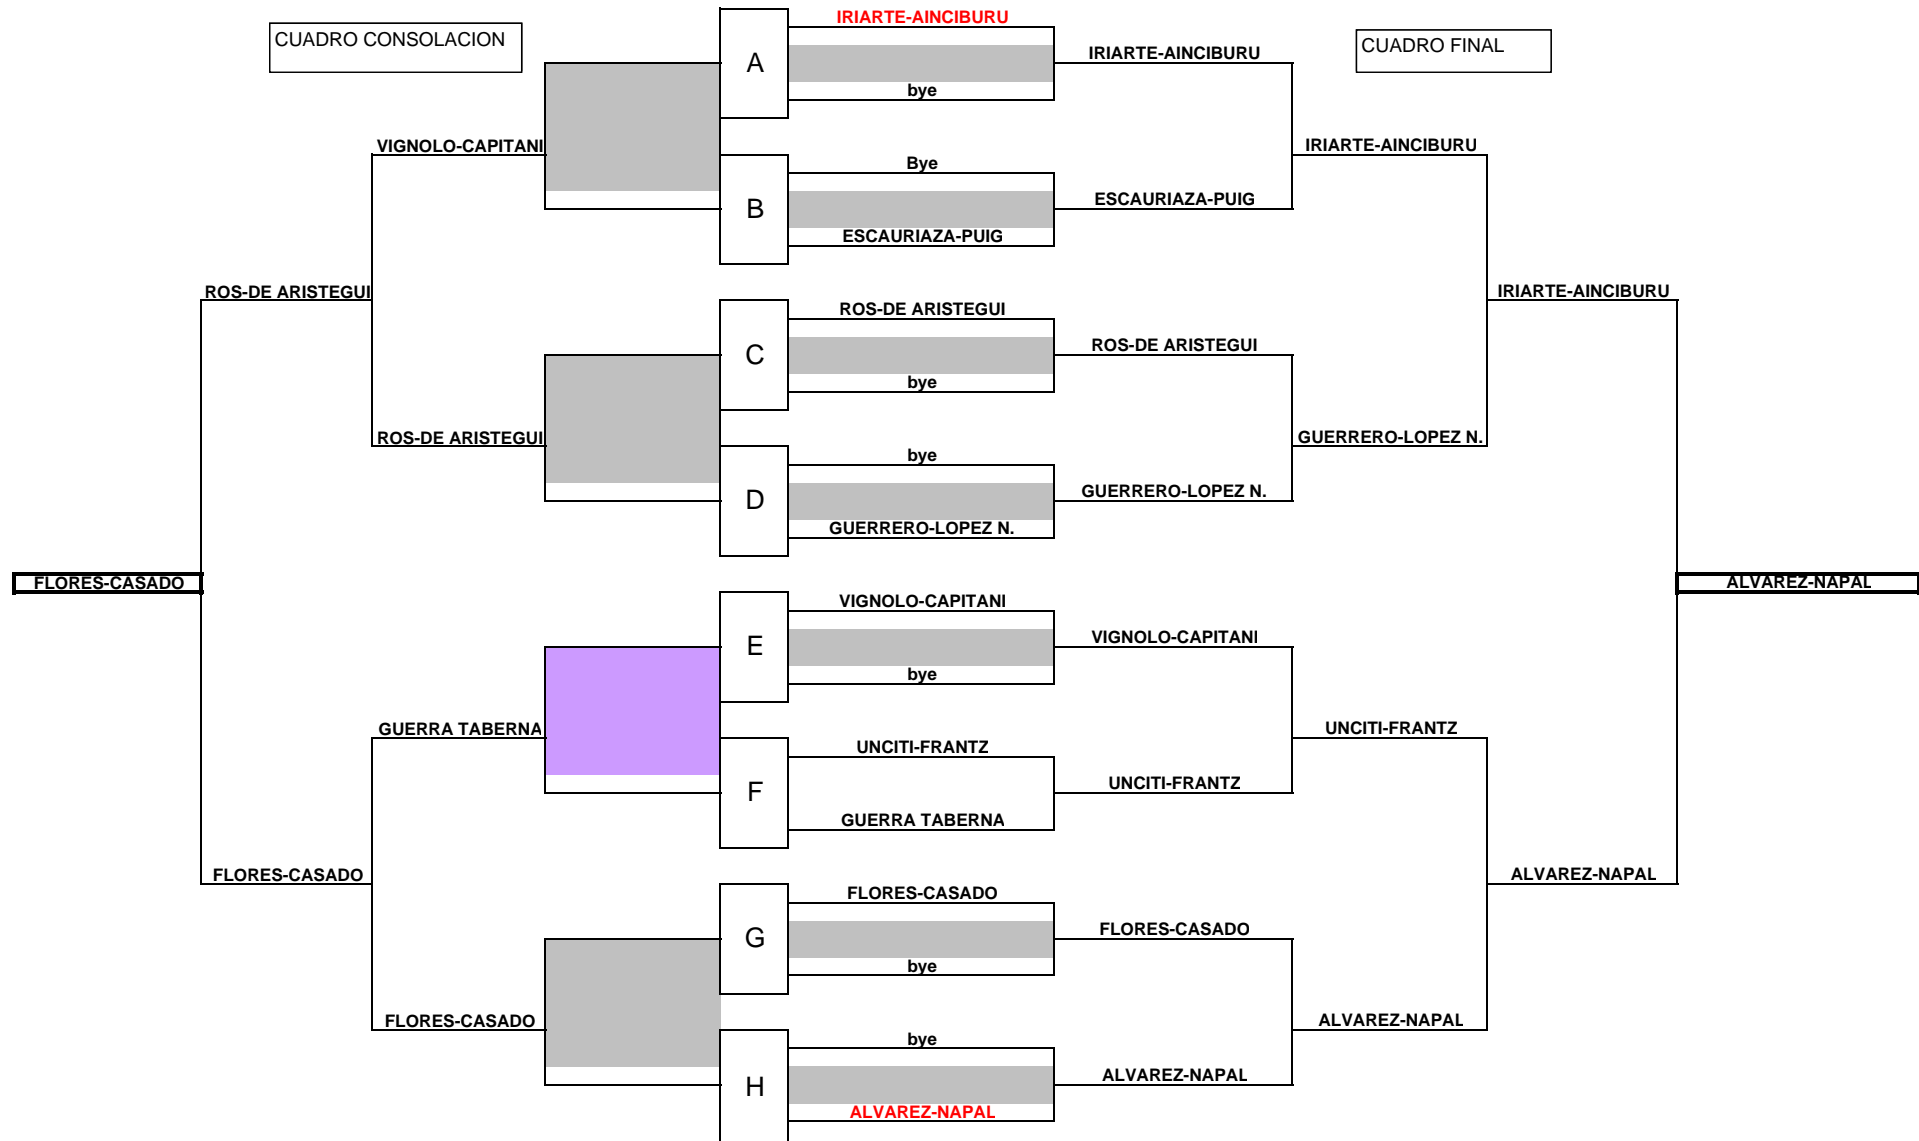 IRIARTE-AINCIBURU
CUADRO CONSOLACION
CUADRO FINAL
IRIARTE-AINCIBURU
A
bye
VIGNOLO-CAPITANI
IRIARTE-AINCIBURU
Bye
ESCAURIAZA-PUIG
B
ESCAURIAZA-PUIG
ROS-DE ARISTEGUI
IRIARTE-AINCIBURU
ROS-DE ARISTEGUI
ROS-DE ARISTEGUI
C
bye
ROS-DE ARISTEGUI
GUERRERO-LOPEZ N.
bye
GUERRERO-LOPEZ N.
D
GUERRERO-LOPEZ N.
FLORES-CASADO
ALVAREZ-NAPAL
VIGNOLO-CAPITANI
VIGNOLO-CAPITANI
E
bye
GUERRA TABERNA
UNCITI-FRANTZ
UNCITI-FRANTZ
UNCITI-FRANTZ
F
GUERRA TABERNA
FLORES-CASADO
ALVAREZ-NAPAL
FLORES-CASADO
FLORES-CASADO
G
bye
FLORES-CASADO
ALVAREZ-NAPAL
bye
ALVAREZ-NAPAL
H
ALVAREZ-NAPAL